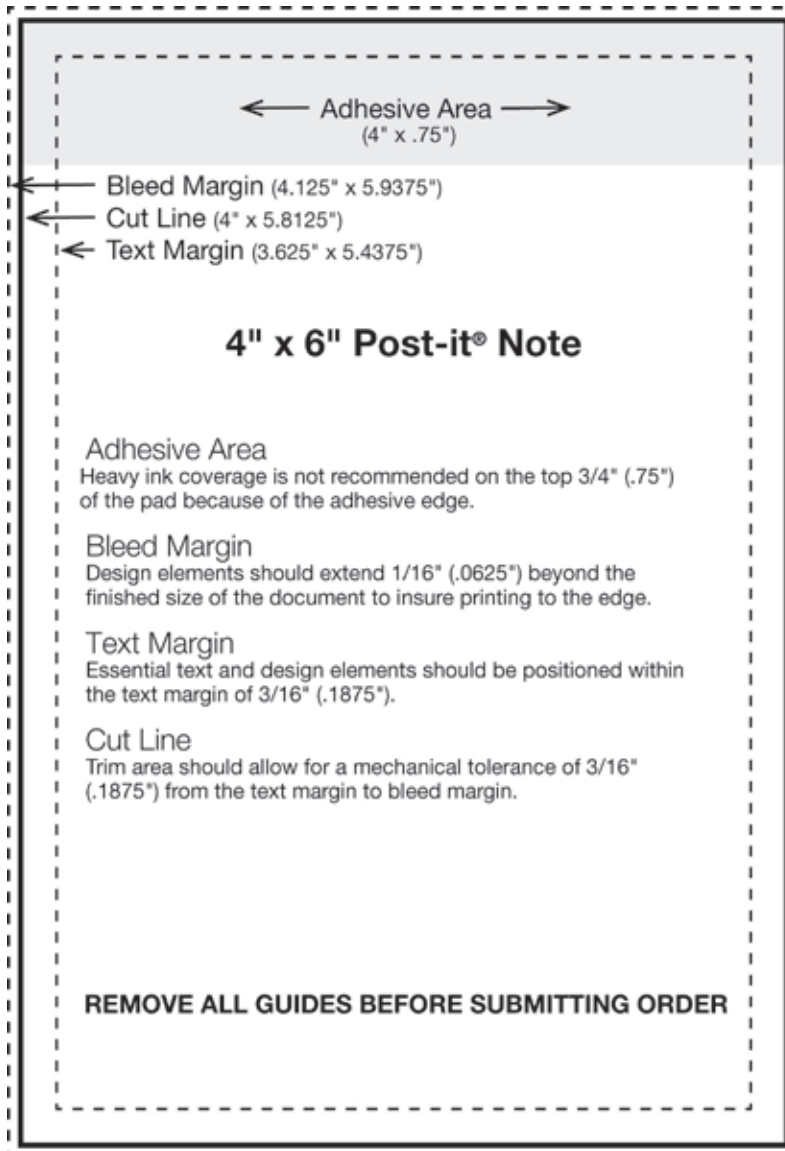 Adhesive Area
(4" x .75")
Bleed Margin (4.125" x 5.9375")
Cut Line (4" x 5.8125")
Text Margin (3.625" x 5.4375")
4" x 6" Post-it® Note
Adhesive Area
Heavy ink coverage is not recommended on the top 3/4" (.75")
of the pad because of the adhesive edge.
Bleed Margin
Design elements should extend 1/16" (.0625") beyond the
finished size of the document to insure printing to the edge.
Text Margin
Essential text and design elements should be positioned within
the text margin of 3/16" (.1875").
Cut Line
Trim area should allow for a mechanical tolerance of 3/16"
(.1875") from the text margin to bleed margin.
REMOVE ALL GUIDES BEFORE SUBMITTING ORDER